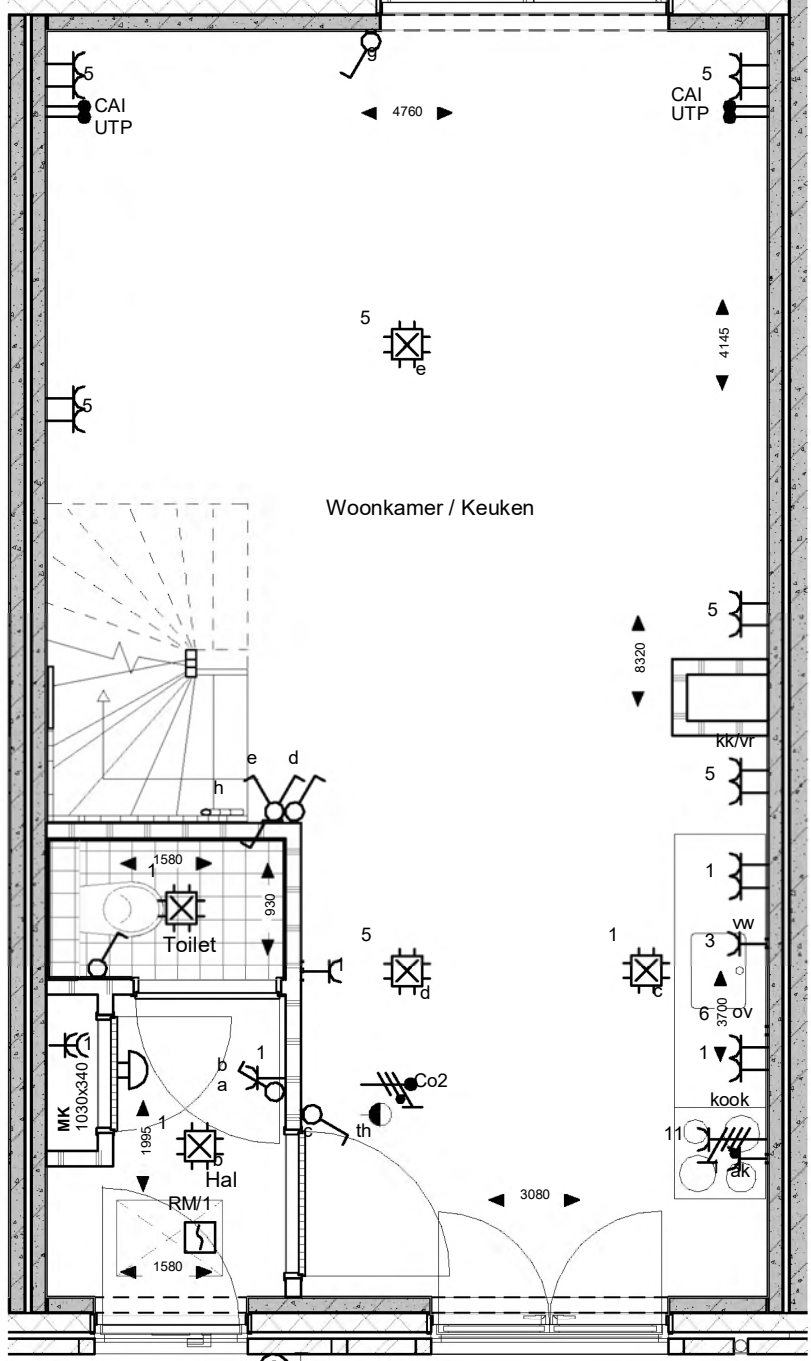 g
5
5
CAI
UTP
CAI
UTP
4760
5
e
4145
5
Woonkamer / Keuken
5
8320
kk/vr
5
e
d
h
1580
1
930
Toilet
1
vw
3
5
d
1
c
1
6
ov
3700
1
1
MK
1030x340
b
a
1
Co2
kook
c
th
11
ak
1
1995
b
Hal
RM/1
1580
3080